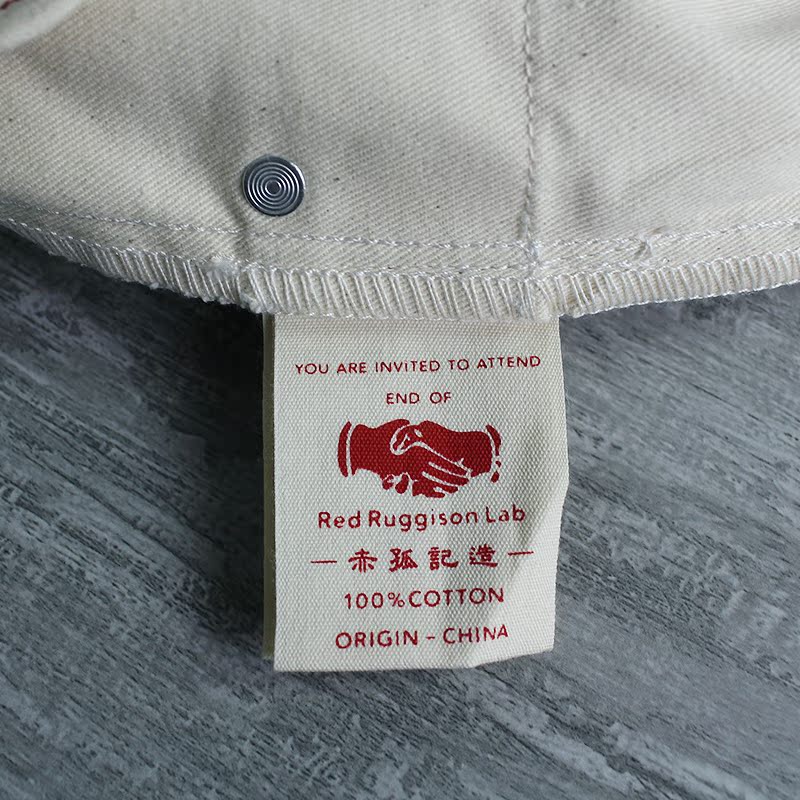 YOU ARE INVITED TO ATTEND
END OF
Red Ruggison Lab
—赤狐記造—
100%COTTON
ORIGIN - CHINA